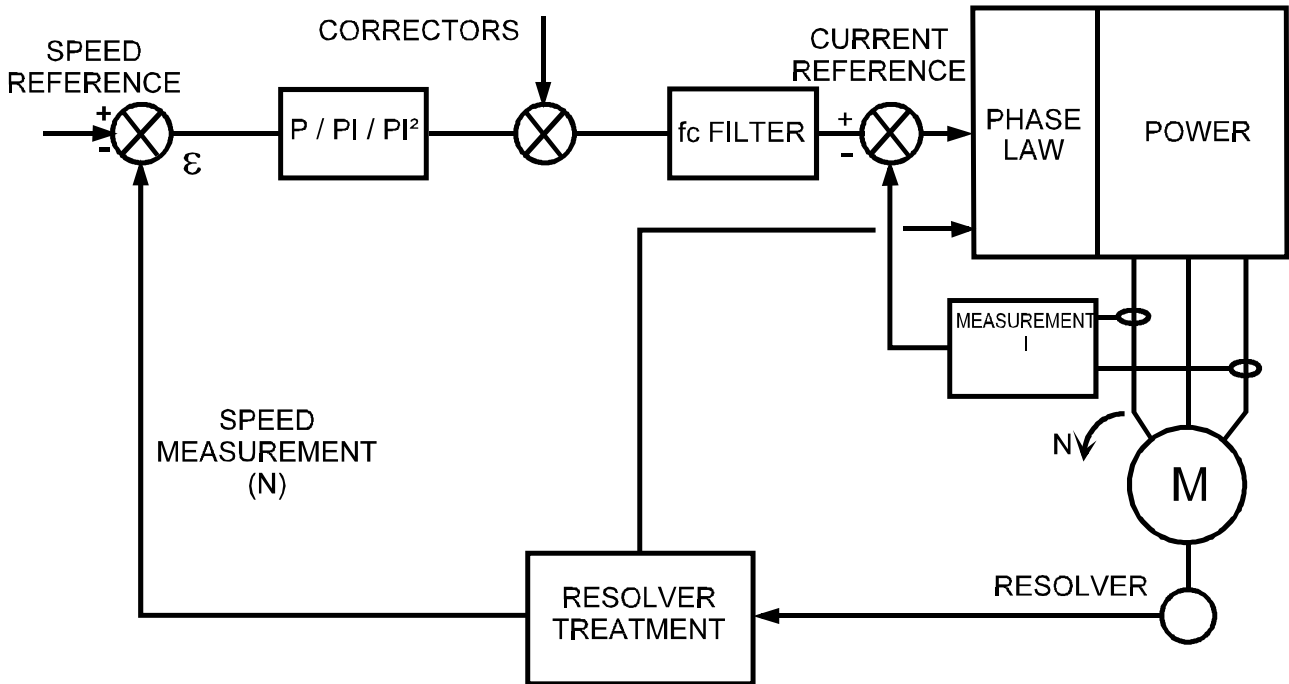 CORRECTORS
SPEED
REFERENCE
CURRENT
REFERENCE
+
-
ε
P / PI / PI²
fc FILTER
+
-
PHASE
LAW
POWER
MEASUREMENT
I
SPEED
MEASUREMENT
(N)
N
M
RESOLVER
RESOLVER
TREATMENT